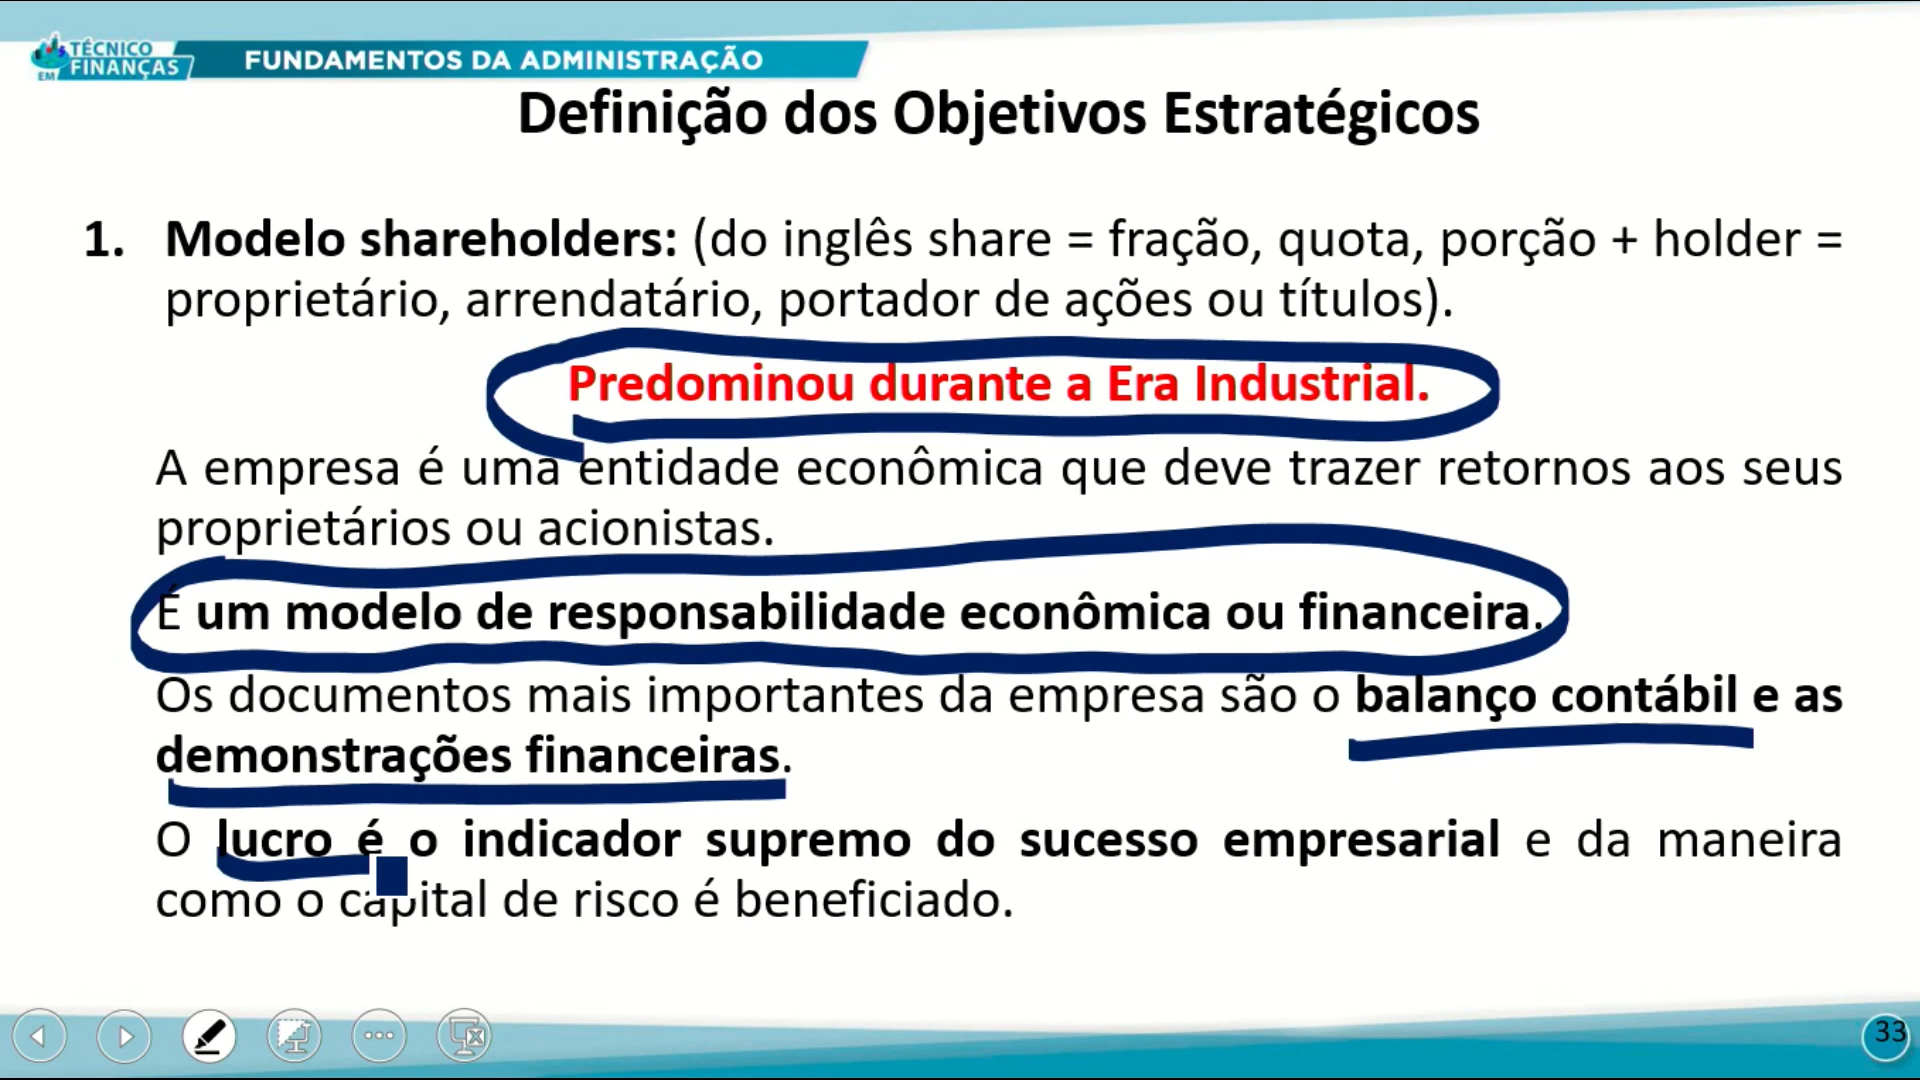 TÉCNICO
EM FINANÇAS
FUNDAMENTOS DA ADMINISTRAÇÃO
Definição dos Objetivos Estratégicos
1. Modelo shareholders: (do inglês share = fração, quota, porção + holder =
proprietário, arrendatário, portador de ações ou títulos).
Predominou durante a Era Industrial.
A empresa é uma entidade econômica que deve trazer retornos aos seus
proprietários ou acionistas.
É um modelo de responsabilidade econômica ou financeira.
Os documentos mais importantes da empresa são o balanço contábil e as
demonstrações financeiras.
O lucro é o indicador supremo do sucesso empresarial e da maneira
como o capital de risco é beneficiado.
33